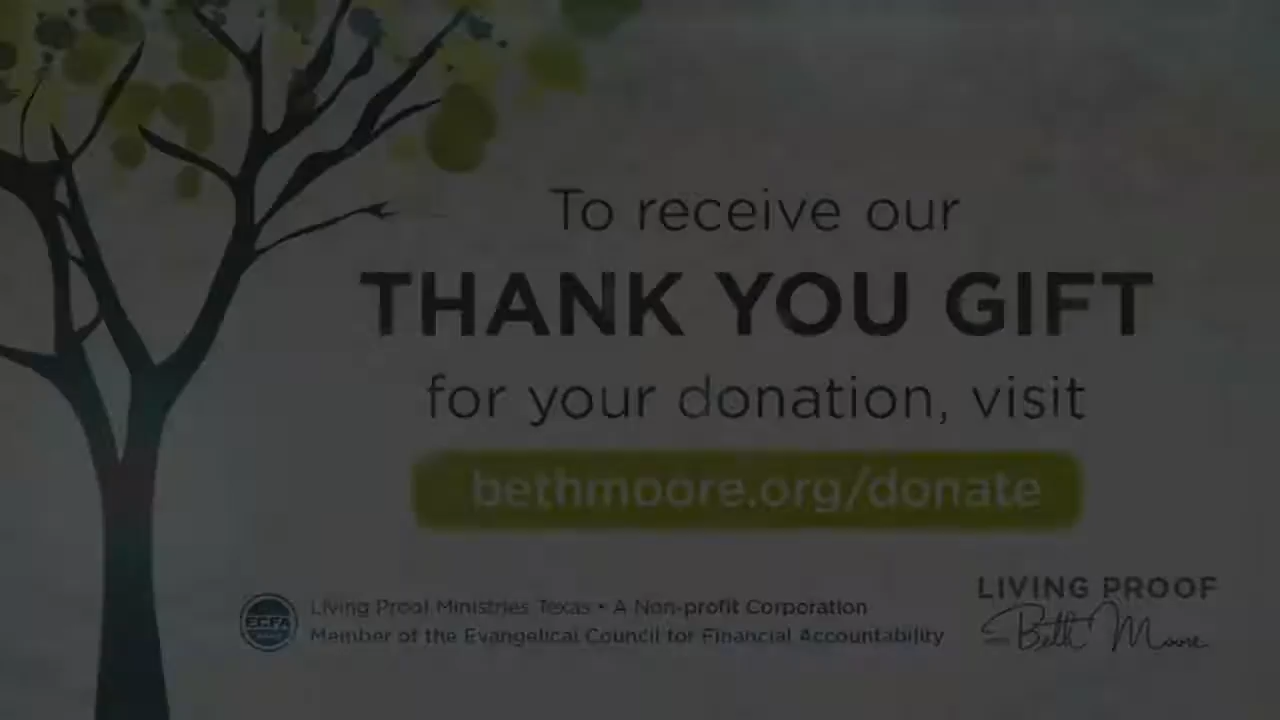 To receive our
THANK YOU GIFT
for your donation, visit
bethmoore.org/donate
Living Proof Ministries Texas • A Non-profit Corporation
Member of the Evangelical Council for Financial Accountability
ECFA
LIVING PROOF
Beth Moore